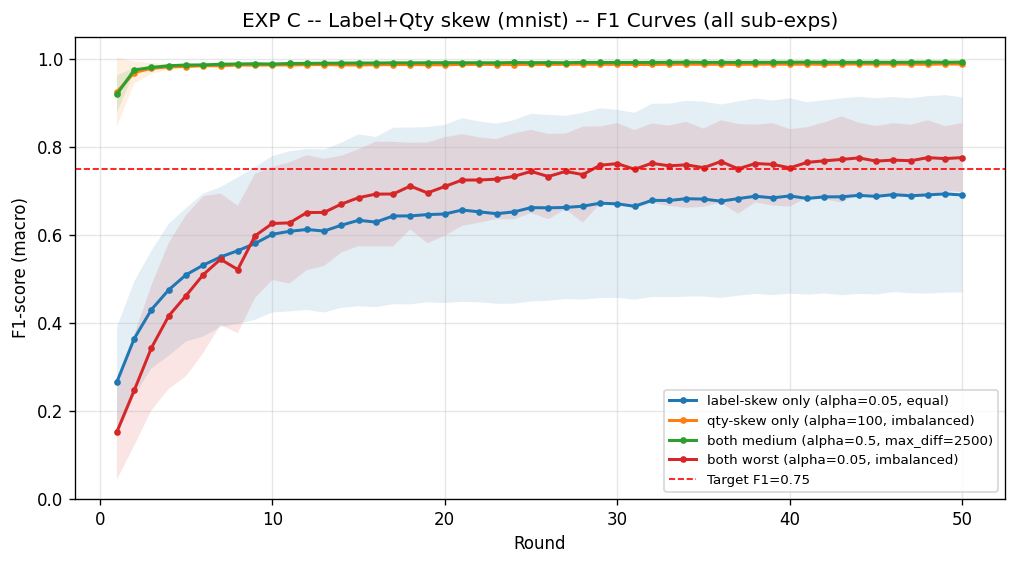 EXP C -- Label+Qty skew (mnist) -- F1 Curves (all sub-exps)
F1-score (macro)
1.0
0.8
0.6
0.4
0.2
0.0
label-skew only (alpha=0.05, equal)
qty-skew only (alpha=100, imbalanced)
both medium (alpha=0.5, max_diff=2500)
both worst (alpha=0.05, imbalanced)
Target F1=0.75
0 10 20 30 40 50
Round